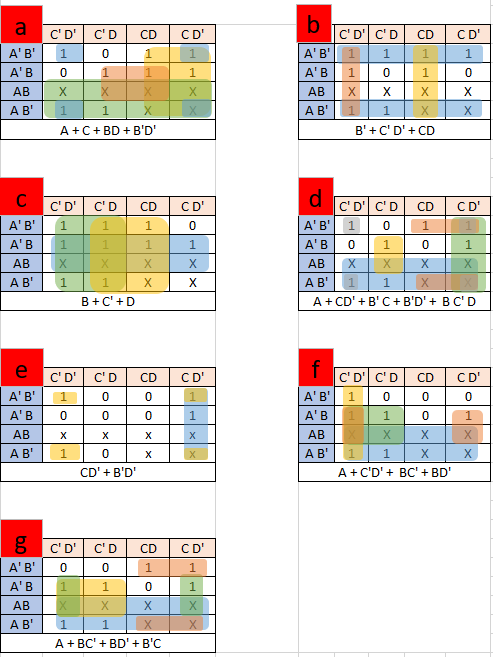 a
C' D' C' D CD C D'
A' B' 1 0 1 1
A' B 0 1 1 1
AB X X X X
A B' 1 1 X X
A + C + BD + B'D'
b
C' D' C' D CD C D'
A' B' 1 1 1 1
A' B 1 0 1 0
AB X X X X
A B' 1 1 X X
B' + C' D' + CD
c
C' D' C' D CD C D'
A' B' 1 1 1 0
A' B 1 1 1 1
AB X X X X
A B' 1 1 X X
B + C' + D
d
C' D' C' D CD C D'
A' B' 1 0 1 1
A' B 0 1 0 1
AB X X X X
A B' 1 1 X X
A + CD' + B' C + B'D' + B C' D
e
C' D' C' D CD C D'
A' B' 1 0 0 1
A' B 0 0 0 1
AB x x x x
A B' 1 0 x x
CD' + B'D'
f
C' D' C' D CD C D'
A' B' 1 0 0 0
A' B 1 1 0 1
AB X X X X
A B' 1 1 X X
A + C'D' + BC' + BD'
g
C' D' C' D CD C D'
A' B' 0 0 1 1
A' B 1 1 0 1
AB X X X X
A B' 1 1 X X
A + BC' + BD' + B'C